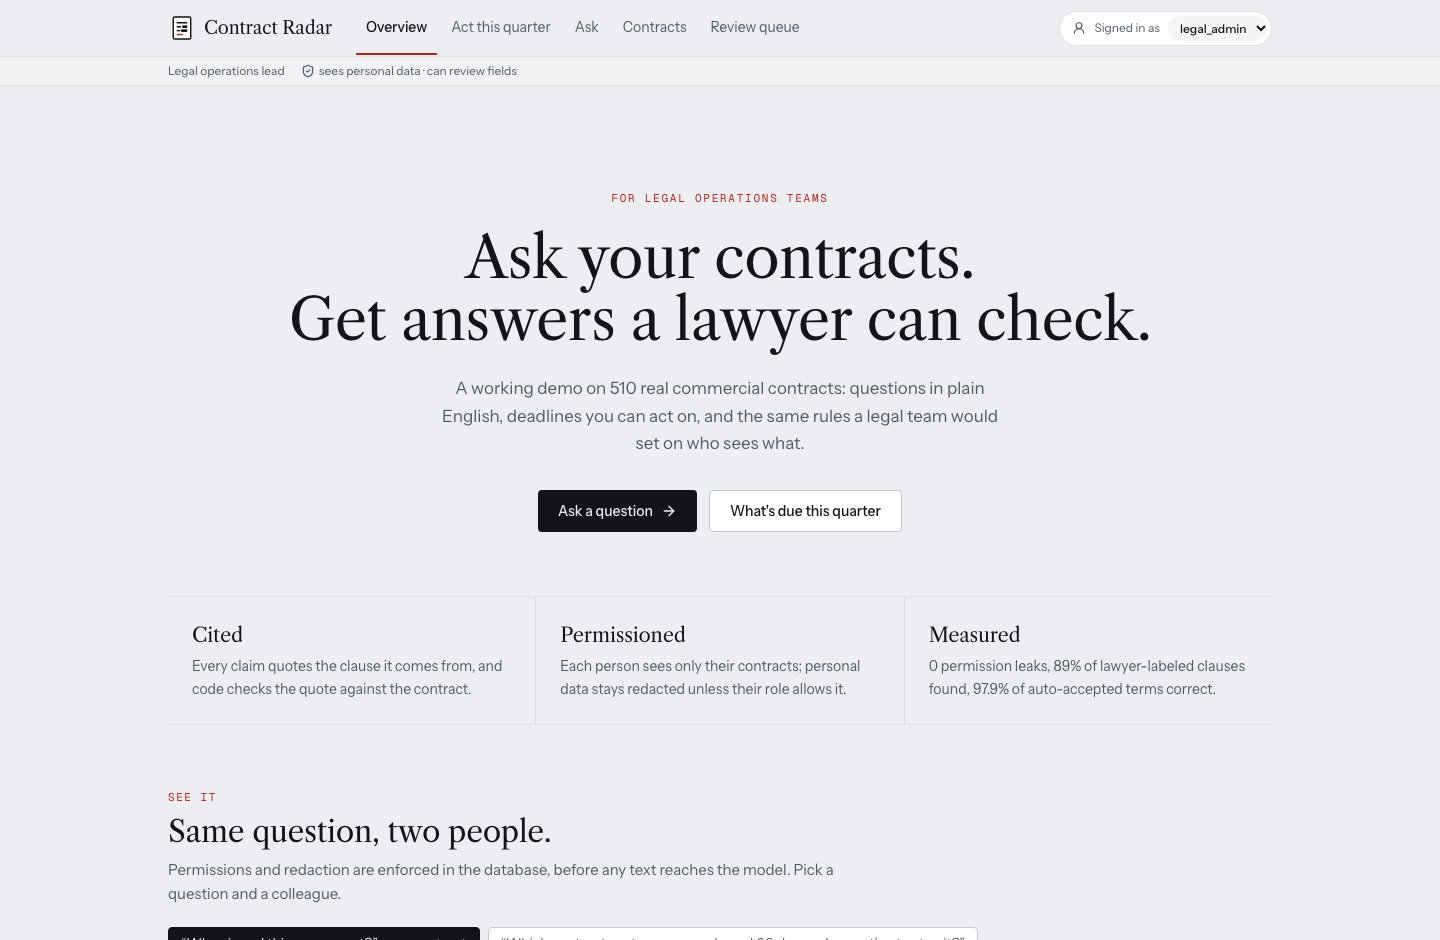 Contract Radar
Overview
Act this quarter
Ask
Contracts
Review queue
Signed in as
legal_admin
Legal operations lead
sees personal data · can review fields
FOR LEGAL OPERATIONS TEAMS
Ask your contracts.
Get answers a lawyer can check.
A working demo on 510 real commercial contracts: questions in plain
English, deadlines you can act on, and the same rules a legal team would
set on who sees what.
Ask a question
What's due this quarter
Cited
Every claim quotes the clause it comes from, and
code checks the quote against the contract.
Permissioned
Each person sees only their contracts; personal
data stays redacted unless their role allows it.
Measured
0 permission leaks, 89% of lawyer-labeled clauses
found, 97.9% of auto-accepted terms correct.
SEE IT
Same question, two people.
Permissions and redaction are enforced in the database, before any text reaches the model. Pick a
question and a colleague.